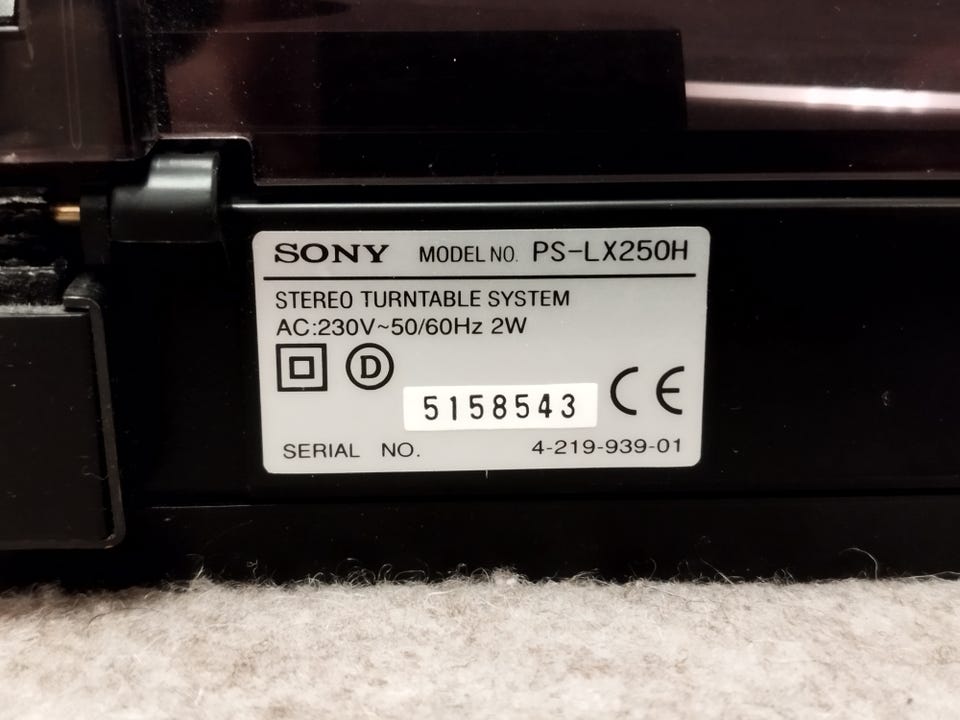 SONY MODEL NO. PS-LX250H
STEREO TURNTABLE SYSTEM
AC:230V~50/60Hz 2W
D
5158543
CE
SERIAL NO. 4-219-939-01